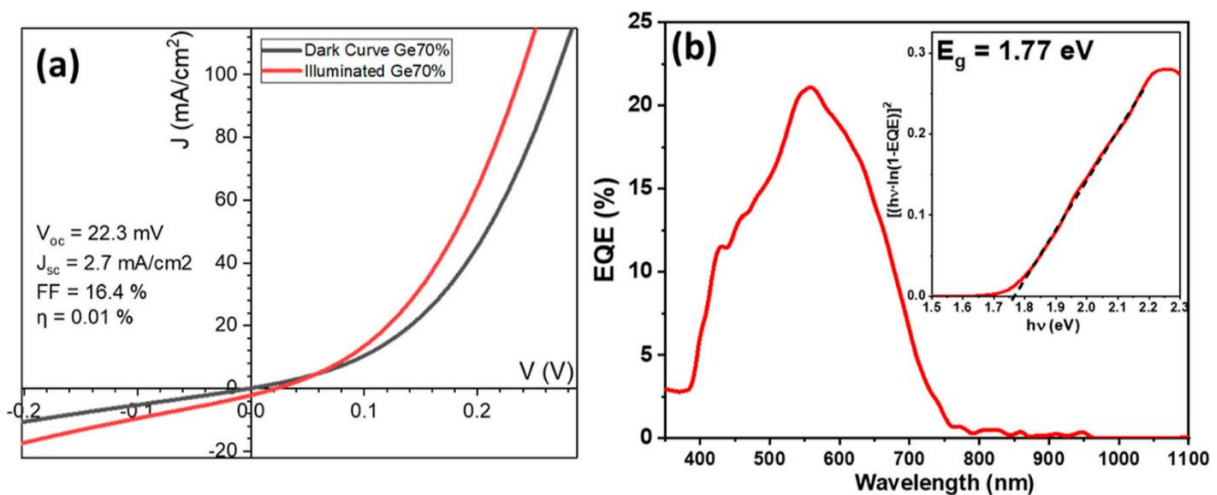 (a)
J (mA/cm²)
Dark Curve Ge70%
Illuminated Ge70%
100
80
60
40
20
0
-20
-0.2
-0.1
0.0
0.1
0.2
V (V)
Voc = 22.3 mV
Jsc = 2.7 mA/cm2
FF = 16.4 %
η = 0.01 %
(b)
EQE (%)
25
20
15
10
5
0
400
500
600
700
800
900
1000
1100
Wavelength (nm)
Eg = 1.77 eV
[(hν·ln(1-EQE)]²
0.3
0.2
0.1
0.0
1.5
1.6
1.7
1.8
1.9
2.0
2.1
2.2
2.3
hν (eV)